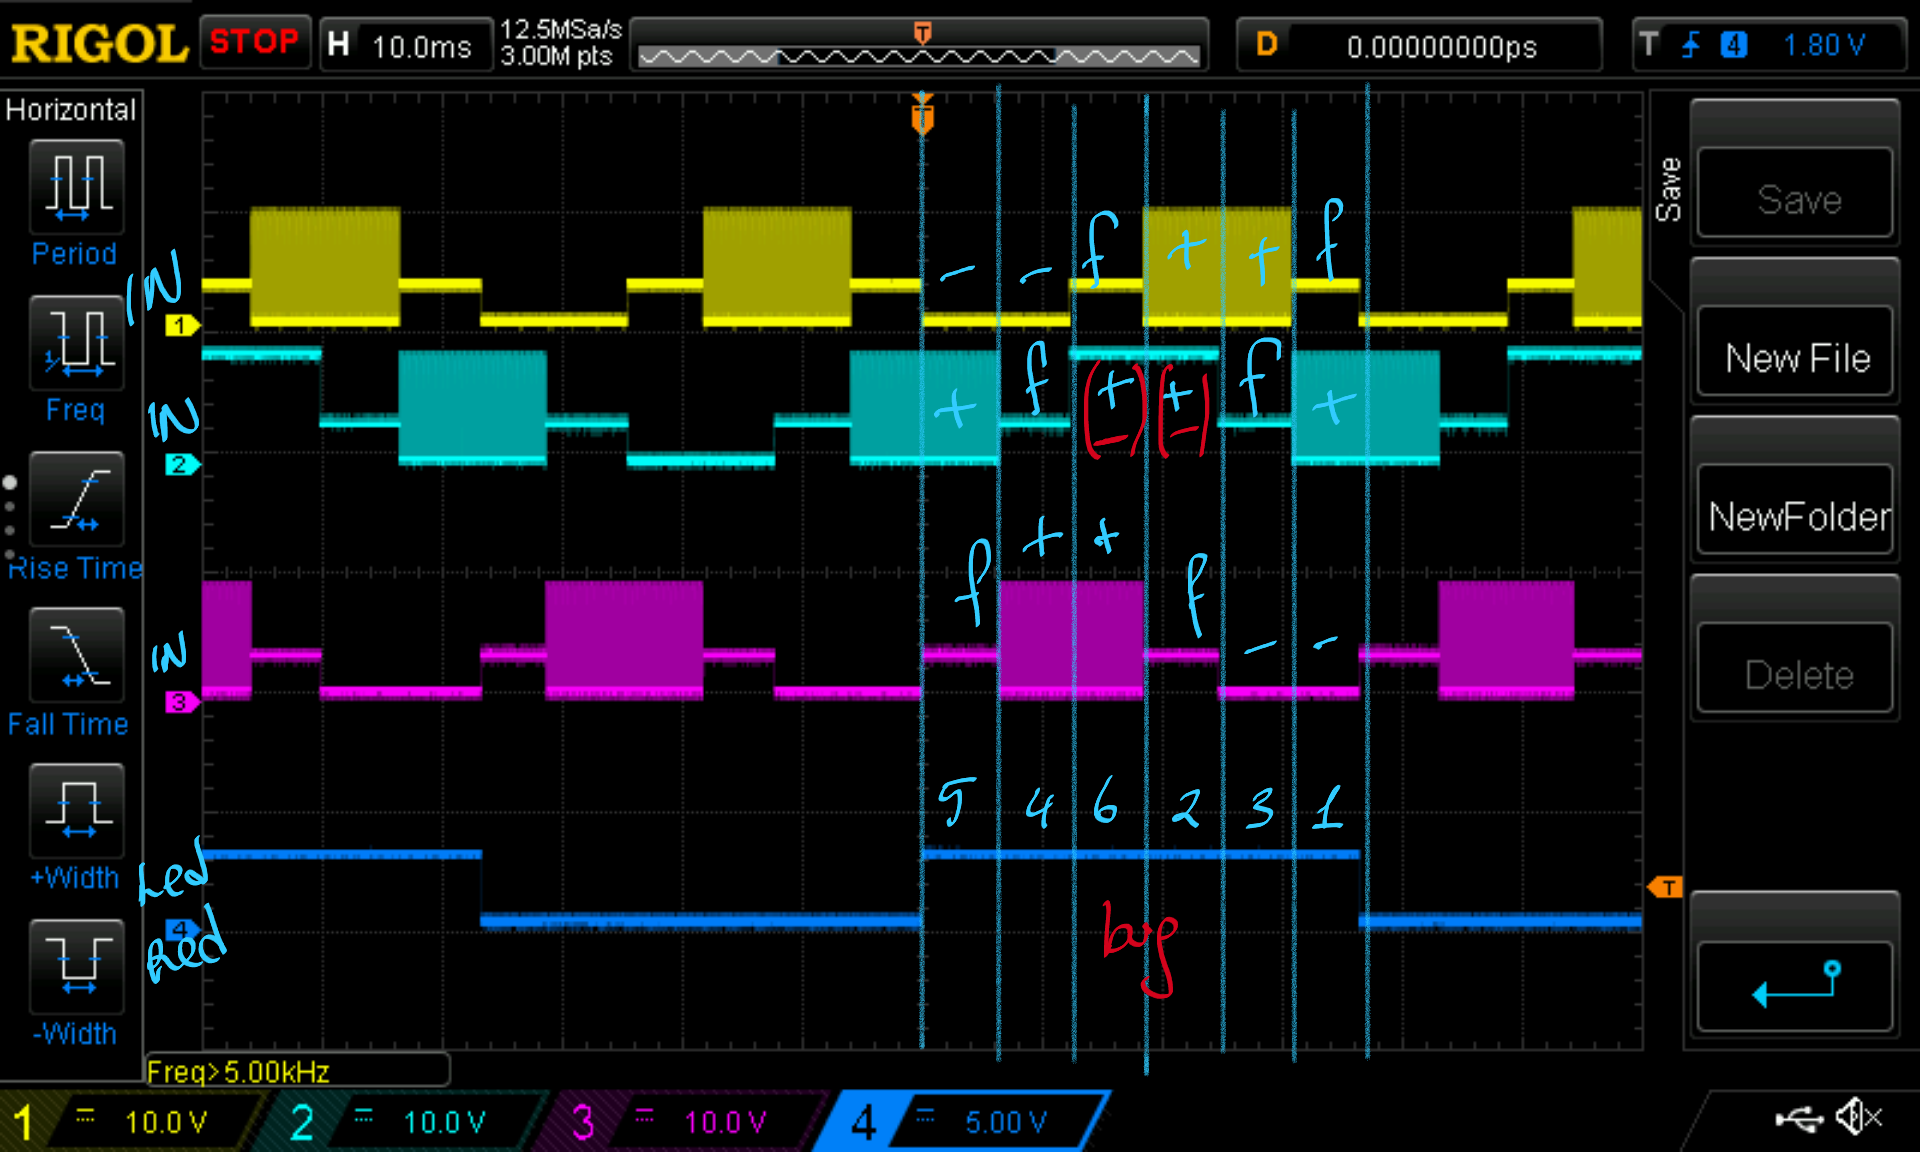 RIGOL STOP H 10.0ms 12.5MSa/s 3.00M pts T D 0.00000000ps T 4 1.80 V
Horizontal
Period
Freq
Rise Time
Fall Time
+Width
-Width
T
IN 1 - - f + + f
IN 2 + f (+ -) (+ -) f +
f + + f - -
IN 3
5 4 6 2 3 1
Led
Red 4
big
T
Save
Save
New File
NewFolder
Delete
Freq>5.00kHz
1 10.0 V 2 10.0 V 3 10.0 V 4 5.00 V